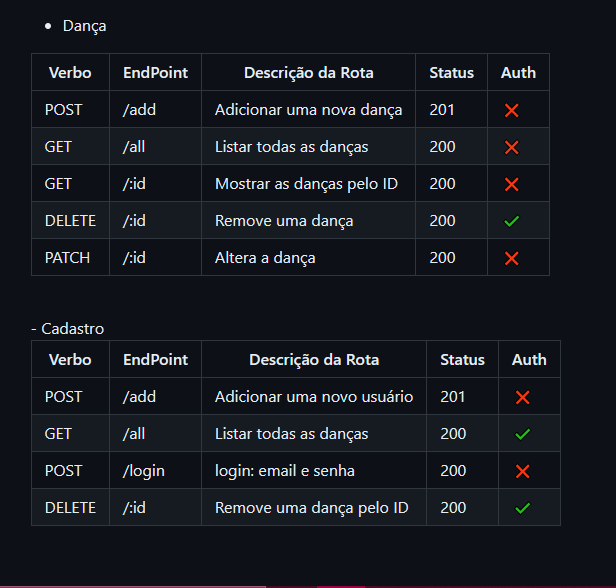 Dança
Verbo EndPoint Descrição da Rota Status Auth
POST /add Adicionar uma nova dança 201 ❌
GET /all Listar todas as danças 200 ❌
GET /:id Mostrar as danças pelo ID 200 ❌
DELETE /:id Remove uma dança 200 ✔
PATCH /:id Altera a dança 200 ❌
- Cadastro
Verbo EndPoint Descrição da Rota Status Auth
POST /add Adicionar uma novo usuário 201 ❌
GET /all Listar todas as danças 200 ✔
POST /login login: email e senha 200 ❌
DELETE /:id Remove uma dança pelo ID 200 ✔